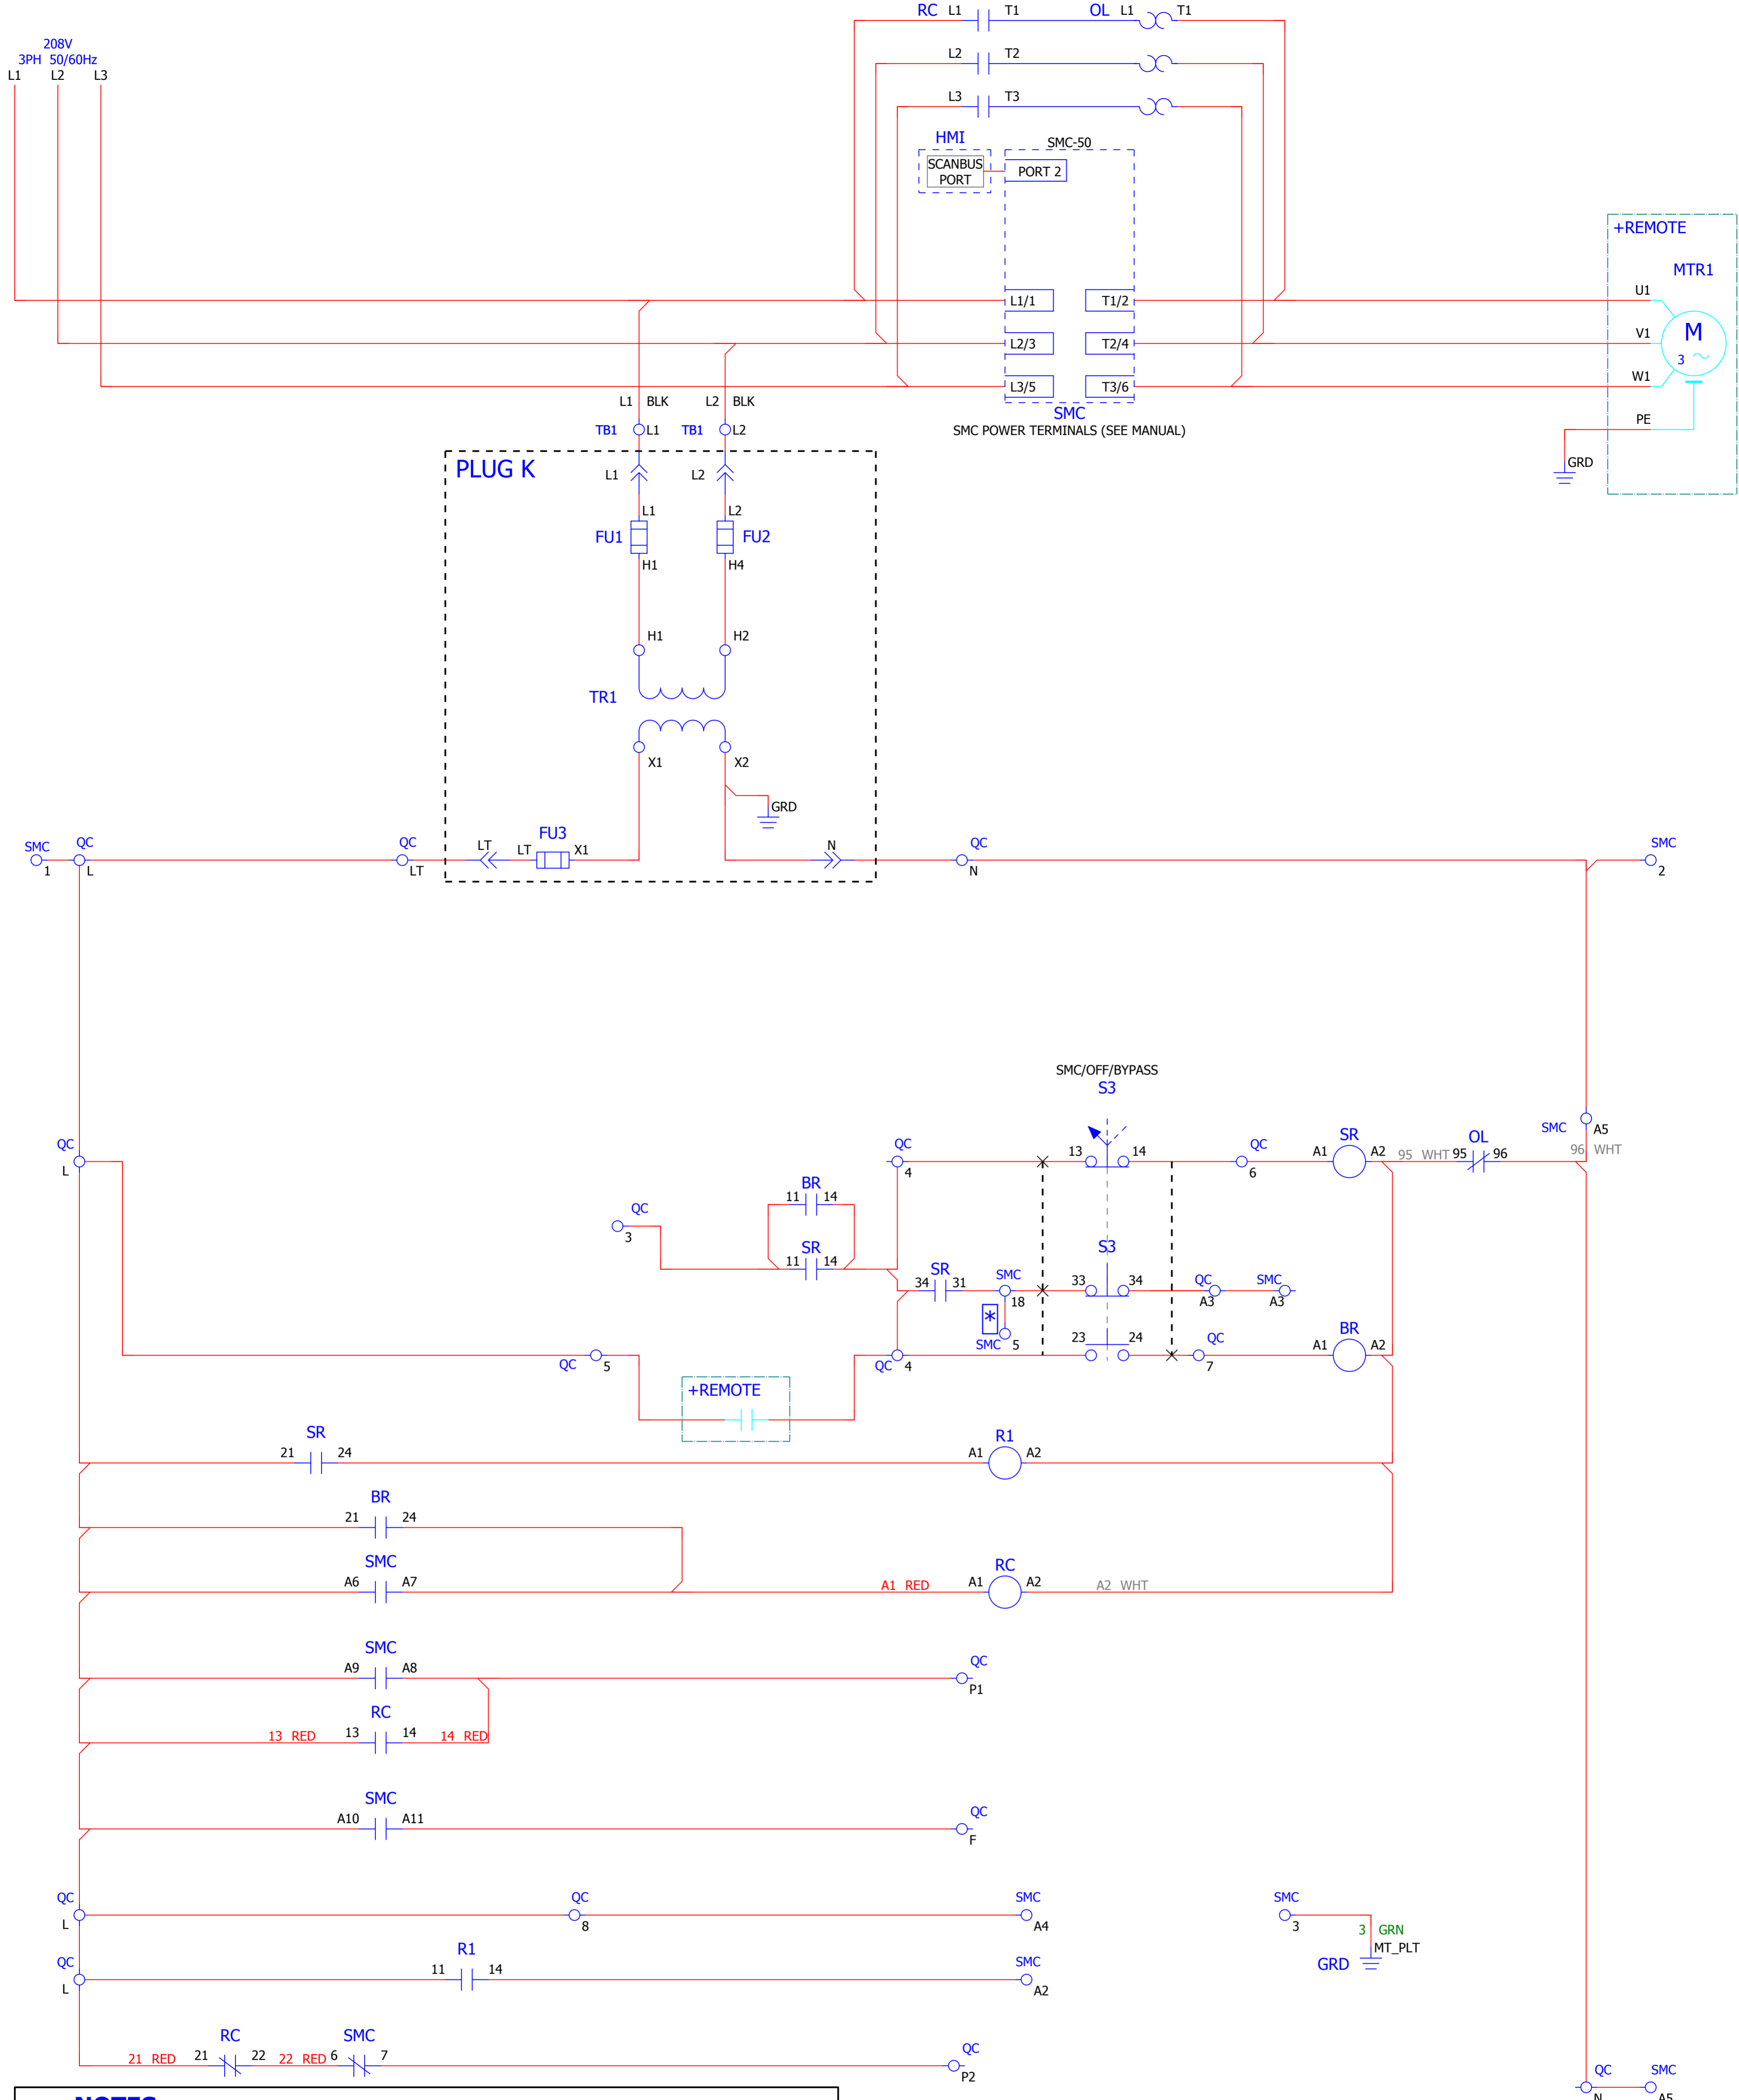 RC L1 T1 OL L1 T1
208V
3PH 50/60Hz
L1 L2 L3
L2 T2
L3 T3
HMI
SMC-50
SCANBUS
PORT
PORT 2
+REMOTE
MTR1
L1/1 T1/2 U1
L2/3 T2/4 V1
M
3
L3/5 T3/6 W1
L1 BLK L2 BLK
SMC
SMC POWER TERMINALS (SEE MANUAL)
PE
TB1 L1 TB1 L2
GRD
PLUG K
L1 L2
L1 L2
FU1 FU2
H1 H4
H1 H2
TR1
X1 X2
GRD
SMC QC QC LT LT FU3 X1 N QC SMC
1 L LT N 2
SMC/OFF/BYPASS
S3
SMC A5
QC QC 13 14 QC SR OL
A1 A2 95 WHT 95 96 96 WHT
L 4 6
BR
11 14
QC
3
SR
11 14
S3
SR
34 31 SMC 33 34 QC SMC
18 A3 A3
*
SMC 5
23 24 QC BR
A1 A2
QC 5 QC 4 7
+REMOTE
SR R1
21 24 A1 A2
BR
21 24
SMC RC
A6 A7 A1 RED A1 A2 A2 WHT
SMC
A9 A8 QC
P1
RC
13 RED 13 14 14 RED
SMC
A10 A11 QC
F
QC QC SMC SMC
L 8 A4 3
3 GRN
MT_PLT
GRD
QC R1 SMC
L 11 14 A2
RC SMC
21 RED 21 22 22 RED 6 7 QC
P2
QC SMC
N A5
NOTES